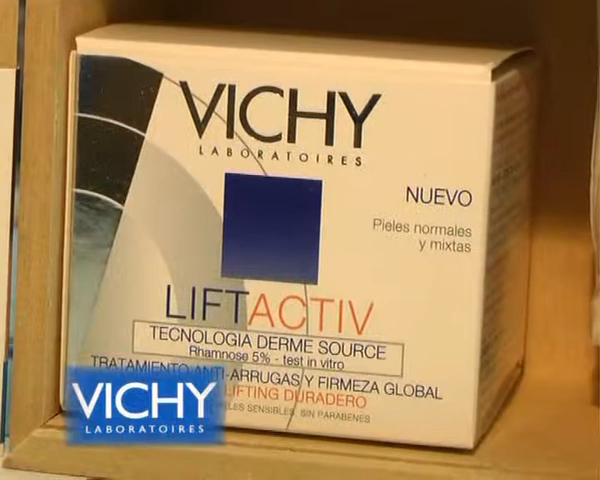 VICHY
LABORATOIRES
NUEVO
Pieles normales
y mixtas
LIFTACTIV
TECNOLOGIA DERME SOURCE
Rhamnose 5% - test in vitro
TRATAMIENTO ANTI-ARRUGAS Y FIRMEZA GLOBAL
LIFTING DURADERO
SENSIBLES, SIN PARABENES
VICHY
LABORATOIRES